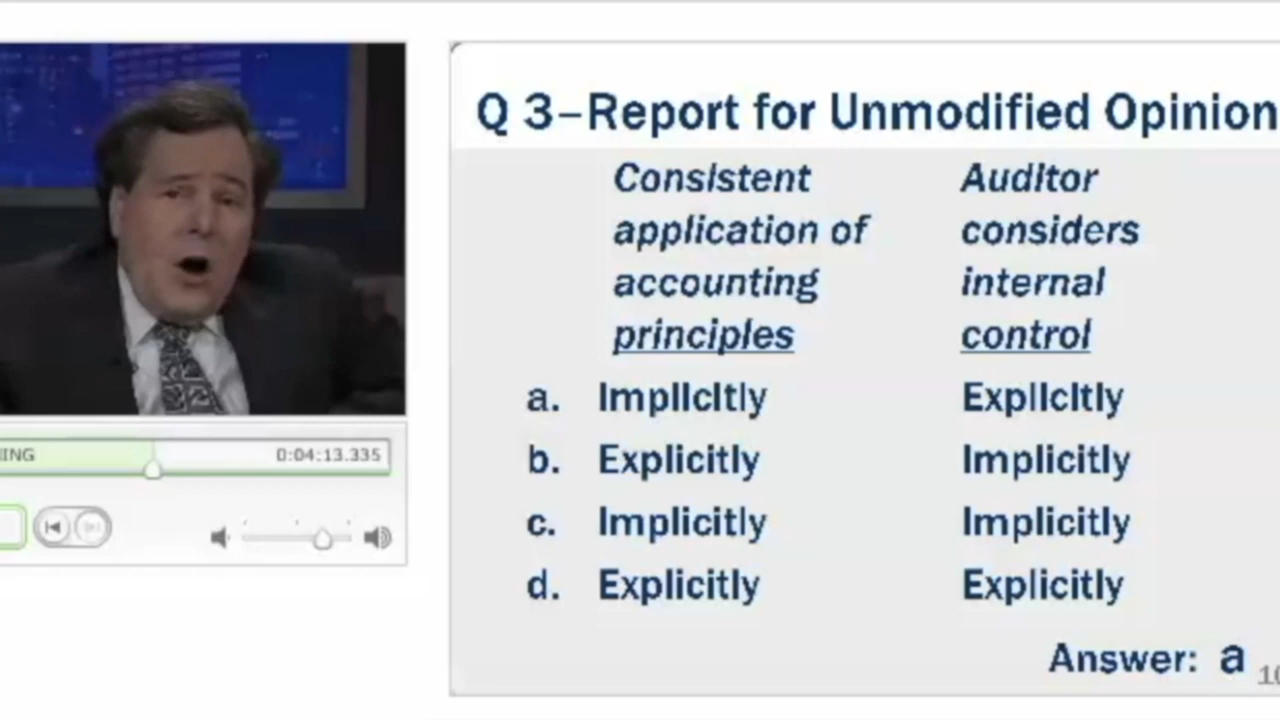 Q 3–Report for Unmodified Opinion
Consistent application of accounting principles
Auditor considers internal control
a. Implicitly Explicitly
b. Explicitly Implicitly
c. Implicitly Implicitly
d. Explicitly Explicitly
Answer: a
10
ING
0:04:13.335